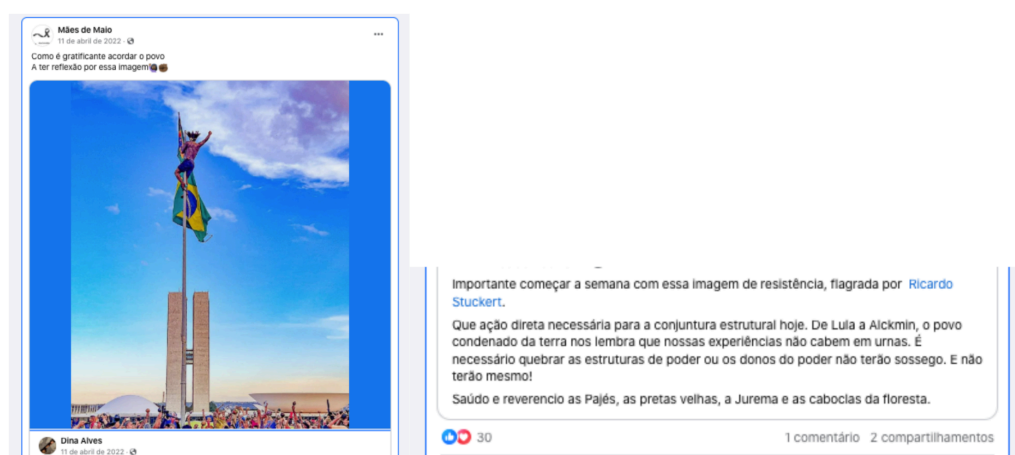 Mães de Maio
11 de abril de 2022 ·
Como é gratificante acordar o povo
A ter reflexão por essa imagem!
Dina Alves
11 de abril de 2022 ·
Importante começar a semana com essa imagem de resistência, flagrada por Ricardo
Stuckert.
Que ação direta necessária para a conjuntura estrutural hoje. De Lula a Alckmin, o povo
condenado da terra nos lembra que nossas experiências não cabem em urnas. É
necessário quebrar as estruturas de poder ou os donos do poder não terão sossego. E não
terão mesmo!
Saúdo e reverencio as Pajés, as pretas velhas, a Jurema e as caboclas da floresta.
30
1 comentário 2 compartilhamentos